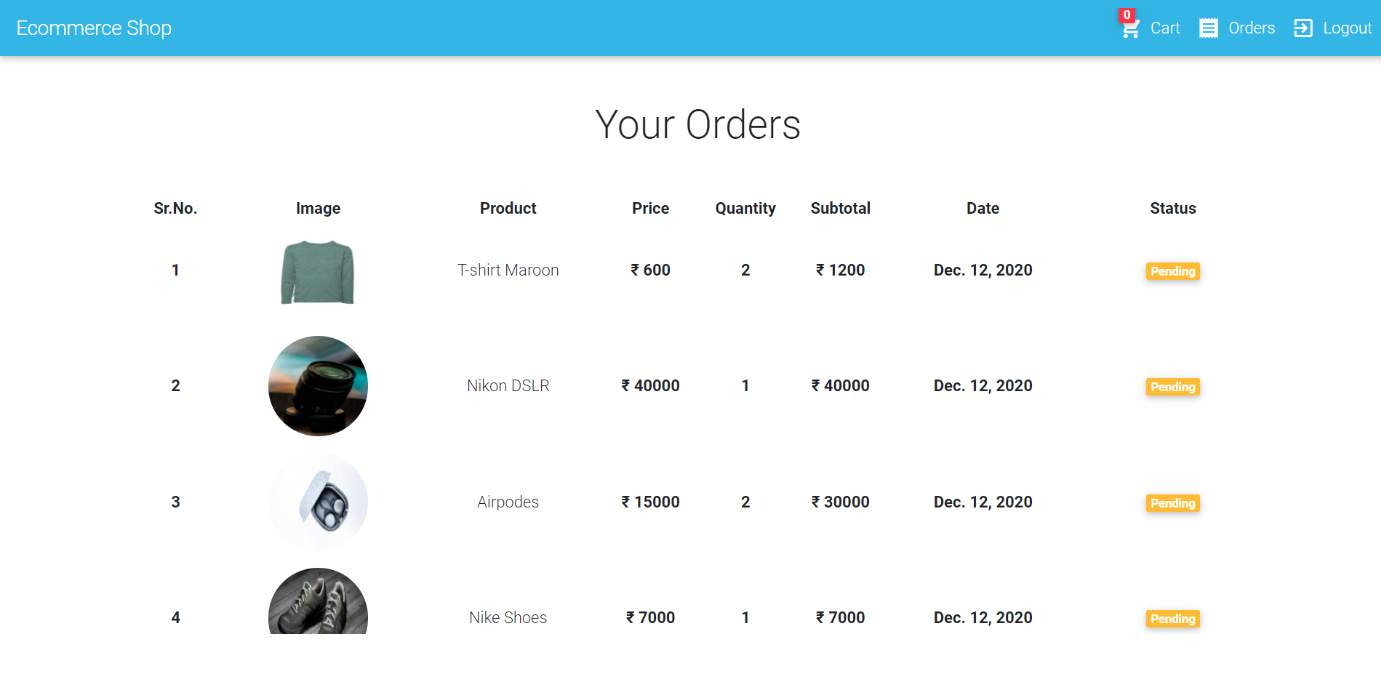 Ecommerce Shop 0 Cart Orders Logout
Your Orders
Sr.No. Image Product Price Quantity Subtotal Date Status
1 T-shirt Maroon ₹ 600 2 ₹ 1200 Dec. 12, 2020 Pending
2 Nikon DSLR ₹ 40000 1 ₹ 40000 Dec. 12, 2020 Pending
3 Airpodes ₹ 15000 2 ₹ 30000 Dec. 12, 2020 Pending
4 Nike Shoes ₹ 7000 1 ₹ 7000 Dec. 12, 2020 Pending